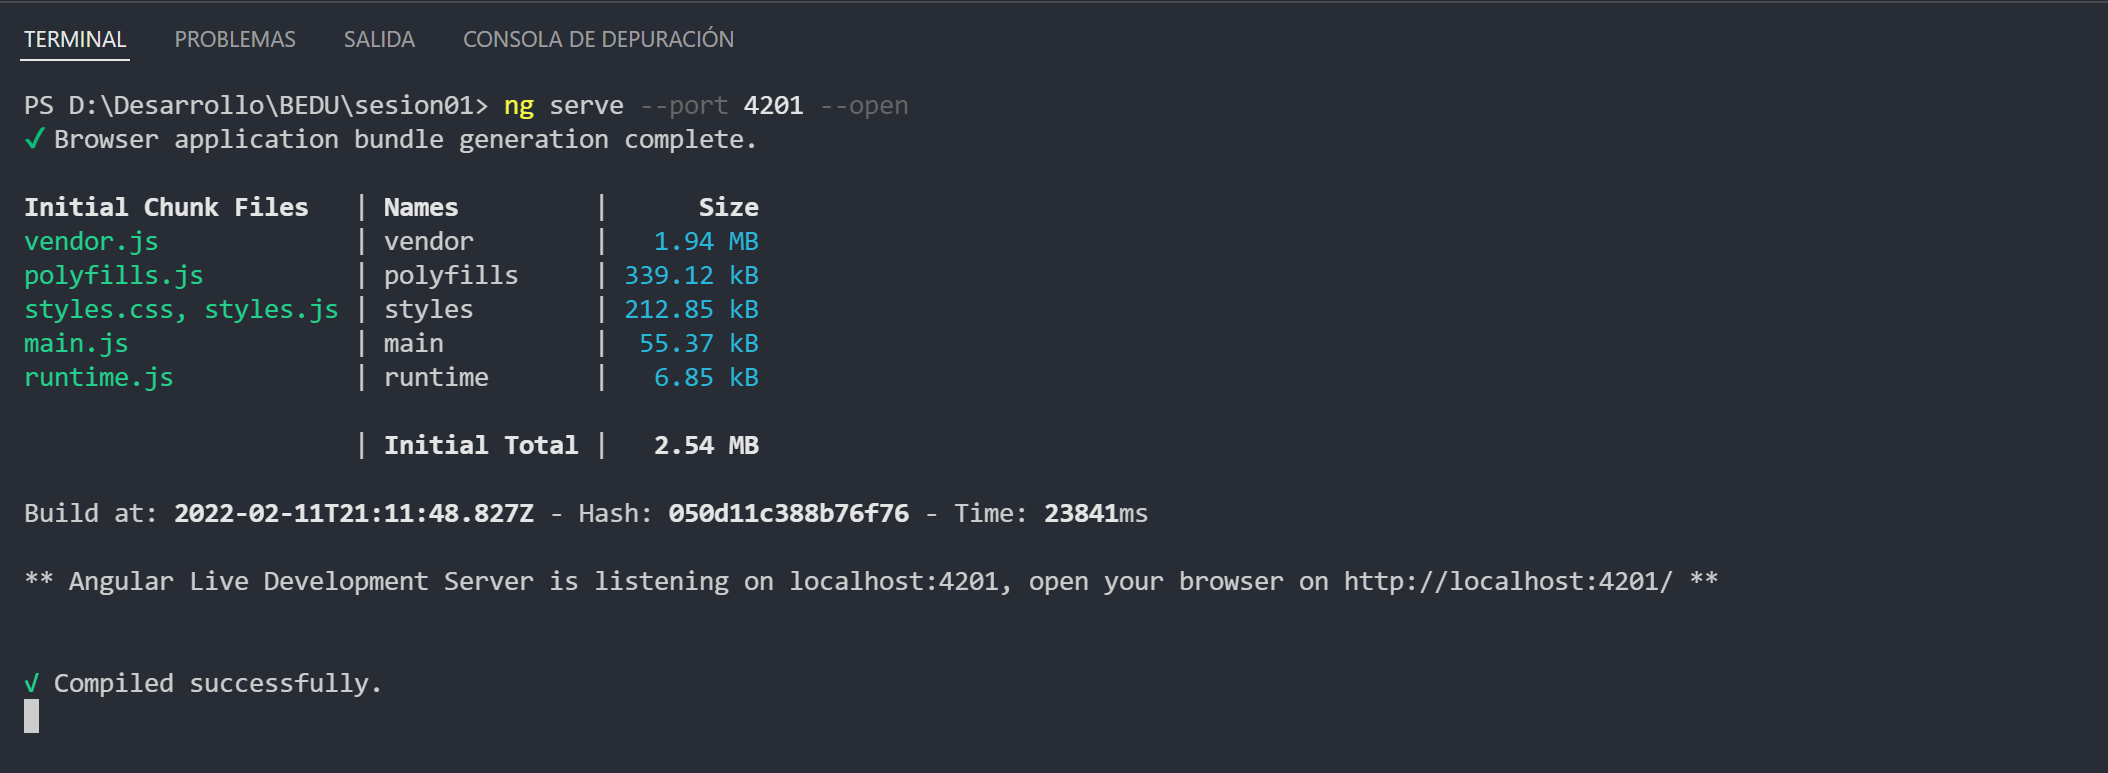 TERMINAL PROBLEMAS SALIDA CONSOLA DE DEPURACIÓN
PS D:\Desarrollo\BEDU\sesion01> ng serve --port 4201 --open
✓ Browser application bundle generation complete.
Initial Chunk Files | Names | Size
vendor.js | vendor | 1.94 MB
polyfills.js | polyfills | 339.12 kB
styles.css, styles.js | styles | 212.85 kB
main.js | main | 55.37 kB
runtime.js | runtime | 6.85 kB
| Initial Total | 2.54 MB
Build at: 2022-02-11T21:11:48.827Z - Hash: 050d11c388b76f76 - Time: 23841ms
** Angular Live Development Server is listening on localhost:4201, open your browser on http://localhost:4201/ **
√ Compiled successfully.